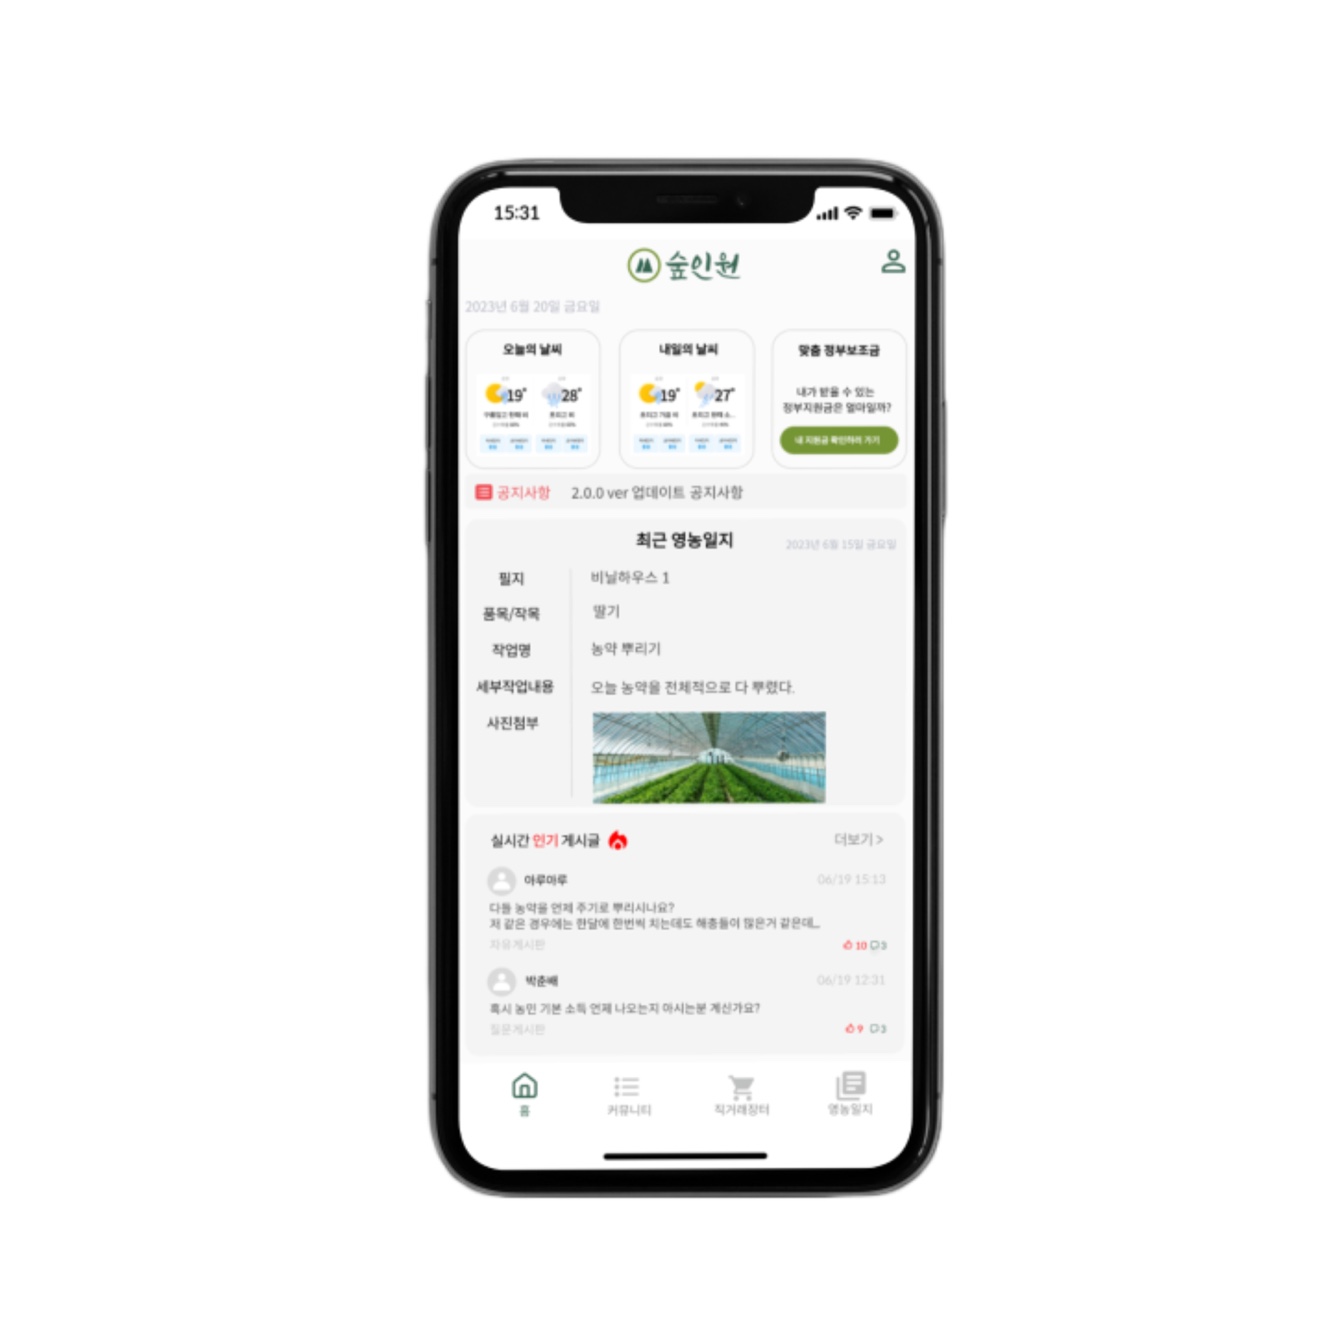 15:31
숲인원
2023년 6월 20일 금요일
오늘의 날씨
내일의 날씨
맞춤 정부보조금
19° 28°
19° 27°
내가 받을 수 있는
정부지원금은 얼마일까?
흐리고 비
내 지원금 확인하러 가기
공지사항 2.0.0 ver 업데이트 공지사항
최근 영농일지
2023년 6월 15일 금요일
필지 비닐하우스 1
품목/작목 딸기
작업명 농약 뿌리기
세부작업내용 오늘 농약을 전체적으로 다 뿌렸다.
사진첨부
실시간 인기 게시글 더보기 >
아루아루 06/19 15:13
다들 농약을 언제 주기로 뿌리시나요?
저 같은 경우에는 한달에 한번씩 치는데도 해충들이 많은거 같은데...
자유게시판 10 3
박춘배 06/19 12:31
혹시 농민 기본 소득 언제 나오는지 아시는분 계신가요?
질문게시판 9 3
홈 커뮤니티 직거래장터 영농일지